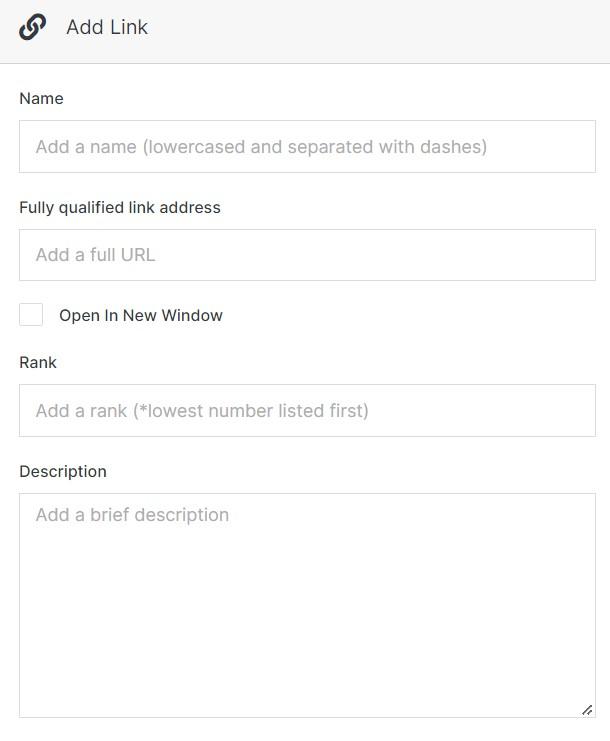 Add Link
Name
Add a name (lowercased and separated with dashes)
Fully qualified link address
Add a full URL
Open In New Window
Rank
Add a rank (*lowest number listed first)
Description
Add a brief description